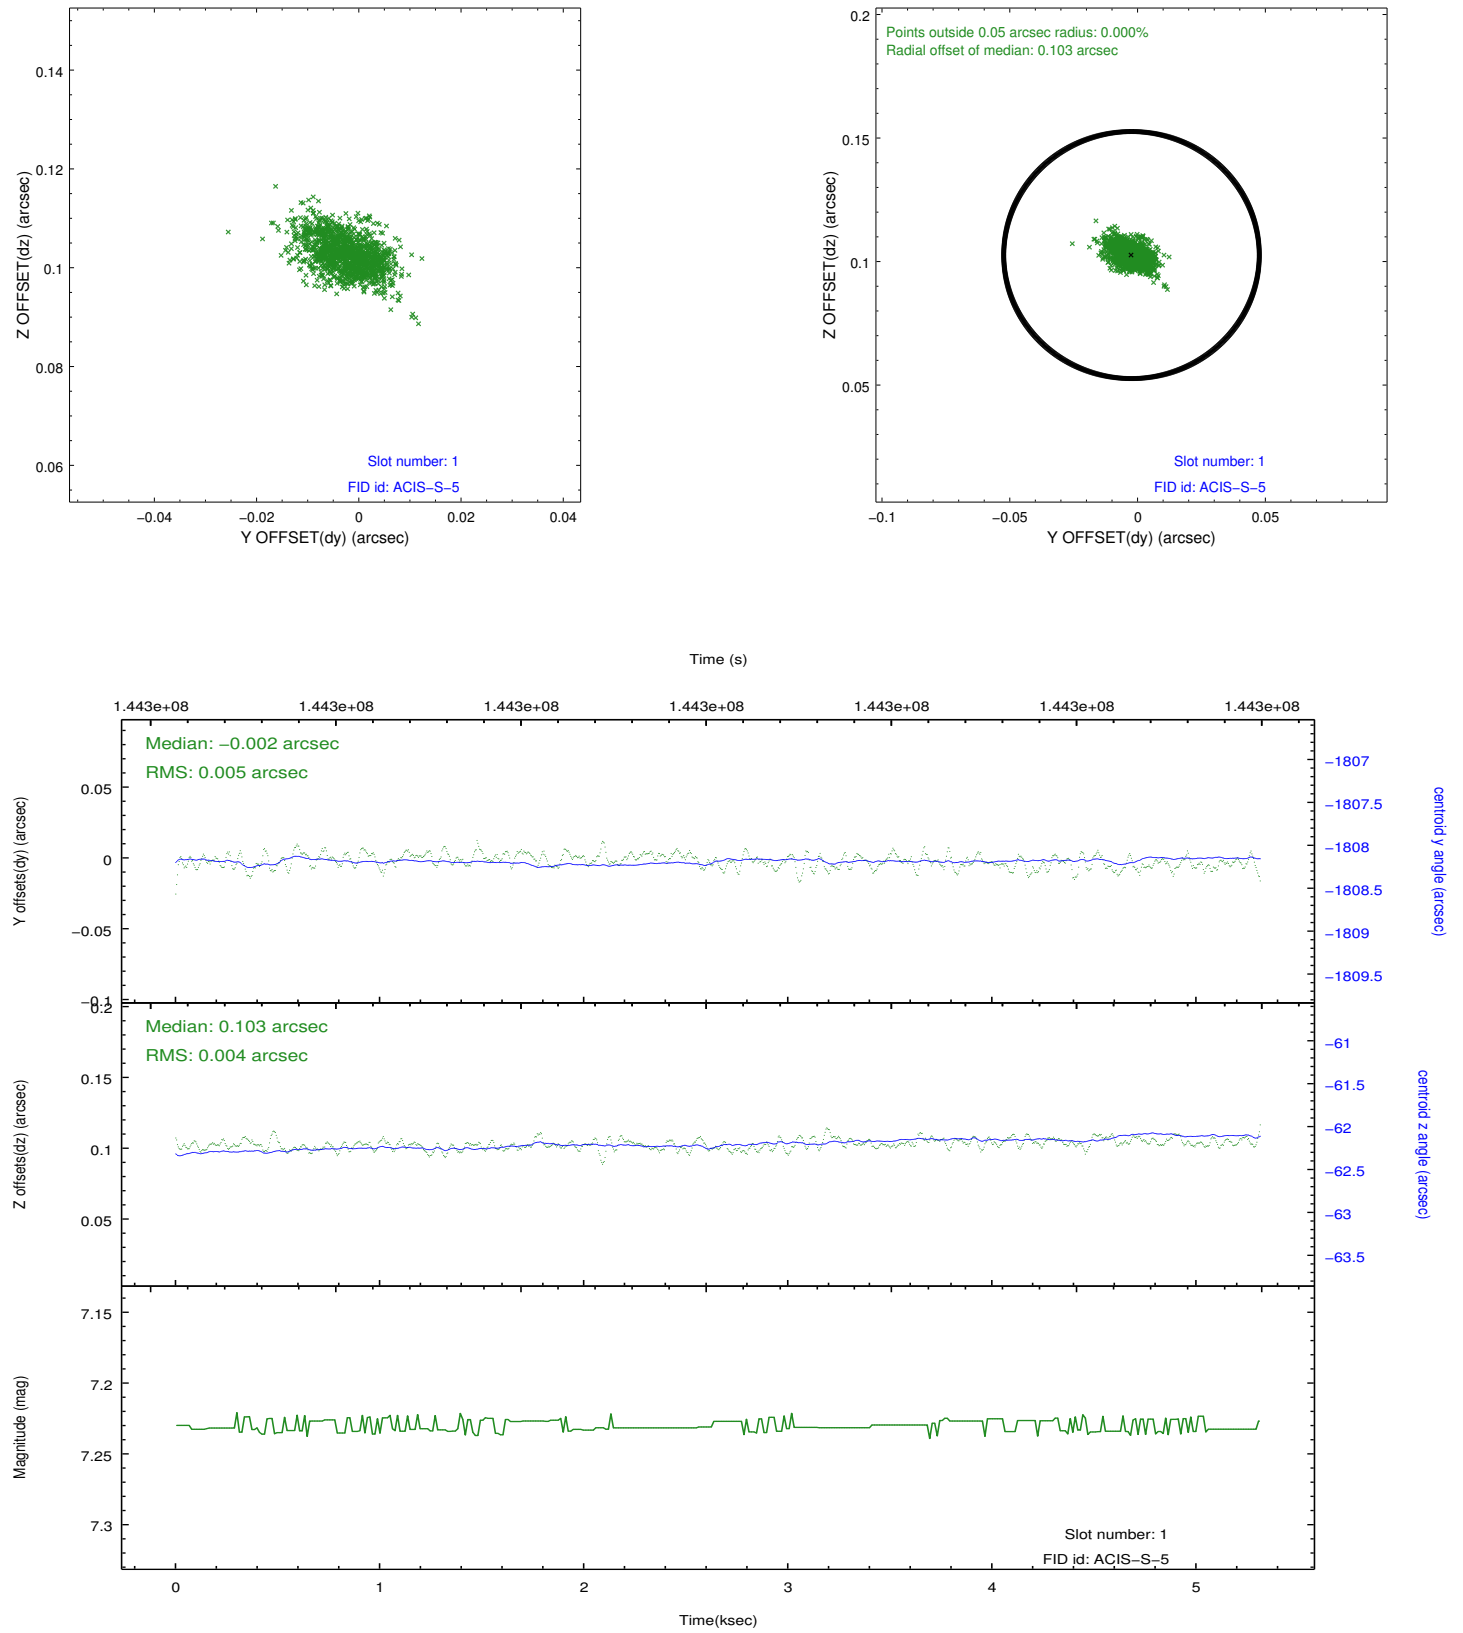 0.14
0.12
0.1
0.08
0.06
Z OFFSET(dz) (arcsec)
Slot number: 1
FID id: ACIS−S−5
−0.04 −0.02 0 0.02 0.04
Y OFFSET(dy) (arcsec)
Points outside 0.05 arcsec radius: 0.000%
Radial offset of median: 0.103 arcsec
0.2
0.15
0.1
0.05
Z OFFSET(dz) (arcsec)
Slot number: 1
FID id: ACIS−S−5
−0.1 −0.05 0 0.05
Y OFFSET(dy) (arcsec)
Time (s)
1.443e+08 1.443e+08 1.443e+08 1.443e+08 1.443e+08 1.443e+08 1.443e+08
Median: −0.002 arcsec
RMS: 0.005 arcsec
0.05
0
−0.05
−0.1
Y offsets(dy) (arcsec)
−1807
−1807.5
−1808
−1808.5
−1809
−1809.5
centroid y angle (arcsec)
Median: 0.103 arcsec
RMS: 0.004 arcsec
0.2
0.15
0.1
0.05
Z offsets(dz) (arcsec)
−61
−61.5
−62
−62.5
−63
−63.5
centroid z angle (arcsec)
7.15
7.2
7.25
7.3
Magnitude (mag)
Slot number: 1
FID id: ACIS−S−5
0 1 2 3 4 5
Time(ksec)